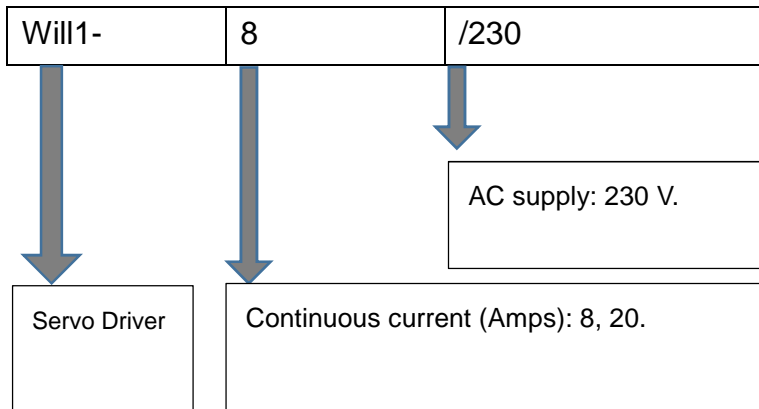 Will1- 8 /230
AC supply: 230 V.
Servo Driver
Continuous current (Amps): 8, 20.